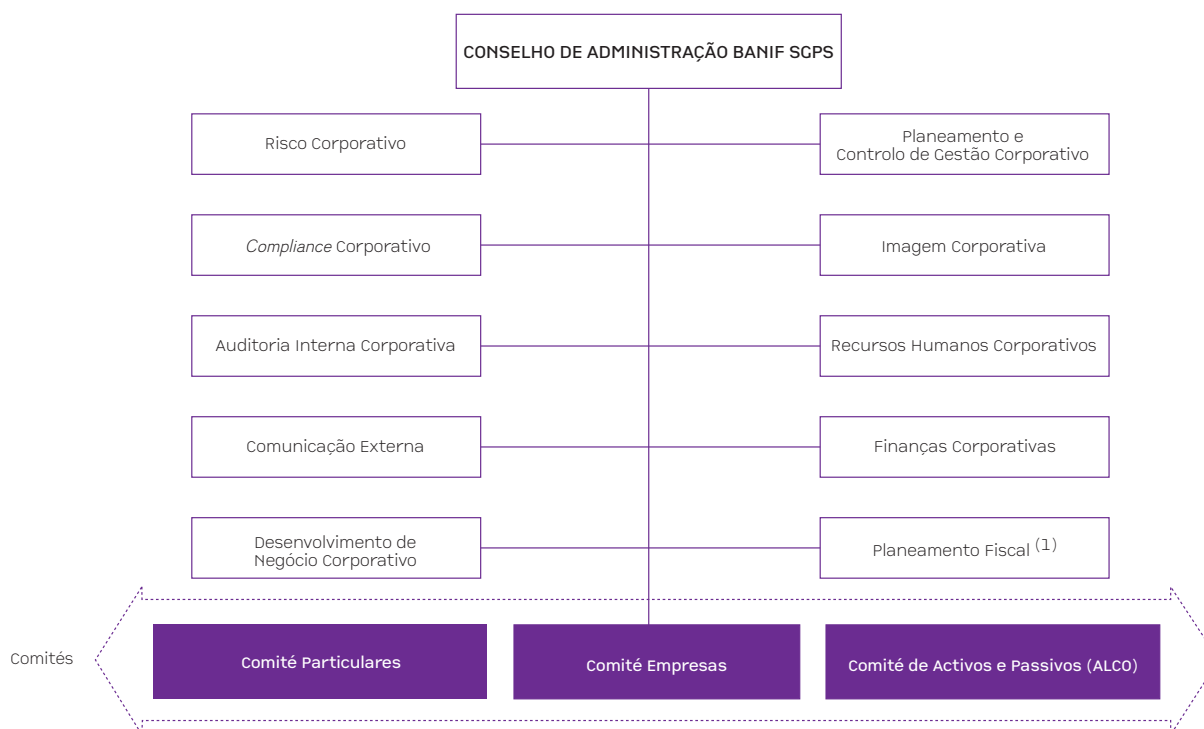 CONSELHO DE ADMINISTRAÇÃO BANIF SGPS
Risco Corporativo
Planeamento e
Controlo de Gestão Corporativo
Compliance Corporativo
Imagem Corporativa
Auditoria Interna Corporativa
Recursos Humanos Corporativos
Comunicação Externa
Finanças Corporativas
Desenvolvimento de
Negócio Corporativo
Planeamento Fiscal (1)
Comités
Comité Particulares
Comité Empresas
Comité de Activos e Passivos (ALCO)